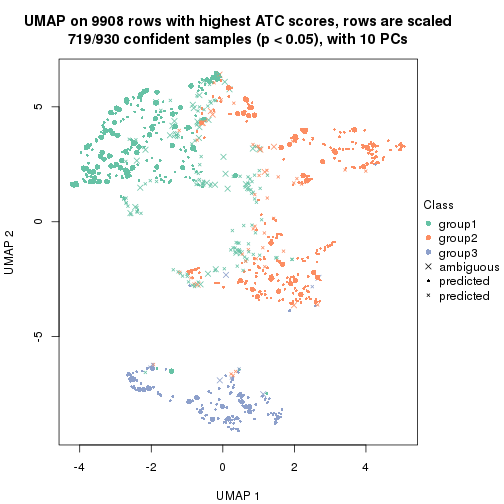 UMAP on 9908 rows with highest ATC scores, rows are scaled
719/930 confident samples (p < 0.05), with 10 PCs
5
0
-5
UMAP 2
-4
-2
0
2
4
UMAP 1
Class
group1
group2
group3
ambiguous
predicted
predicted